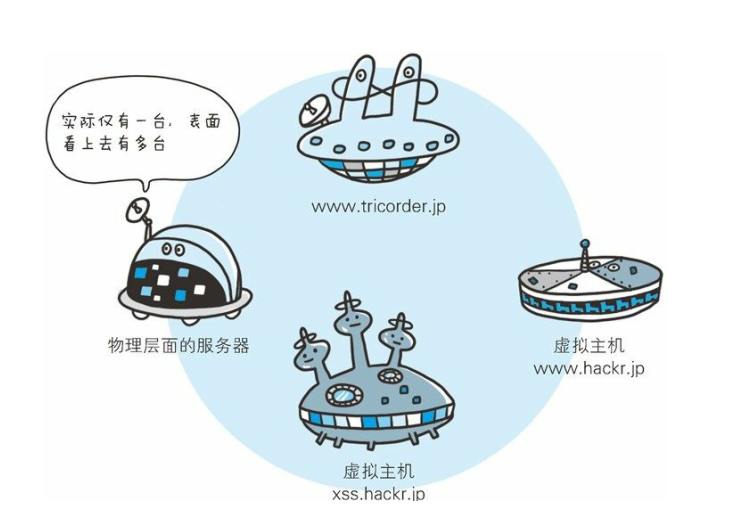 实际仅有一台，表面
看上去有多台
www.tricorder.jp
物理层面的服务器
虚拟主机
www.hackr.jp
虚拟主机
xss.hackr.jp